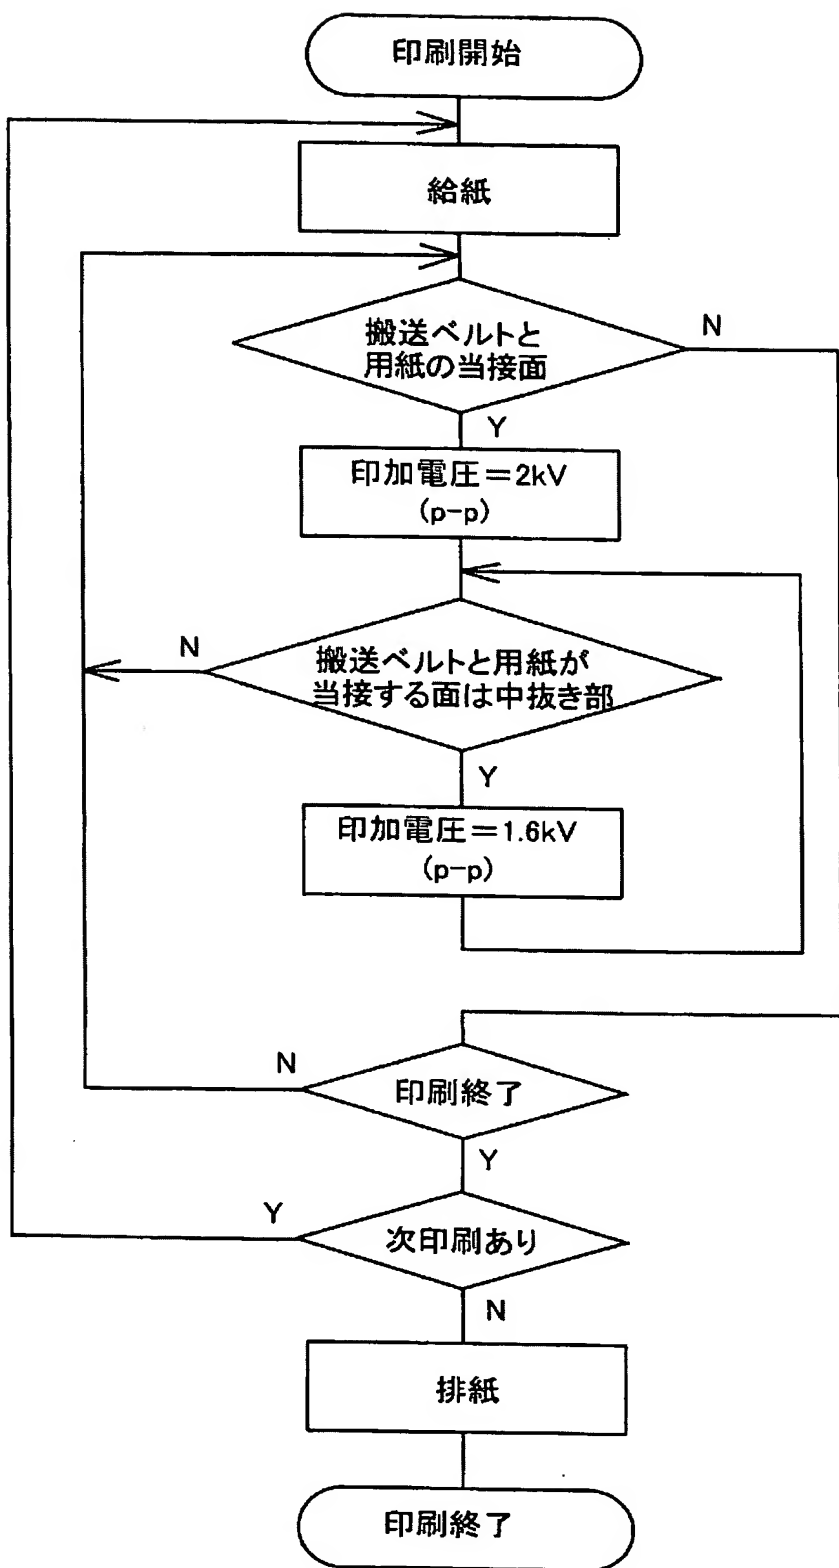 印刷開始
給紙
搬送ベルトと
用紙の当接面
N
Y
印加電圧＝2kV
(p-p)
N
搬送ベルトと用紙が
当接する面は中抜き部
Y
印加電圧＝1.6kV
(p-p)
N
印刷終了
Y
Y
次印刷あり
N
排紙
印刷終了